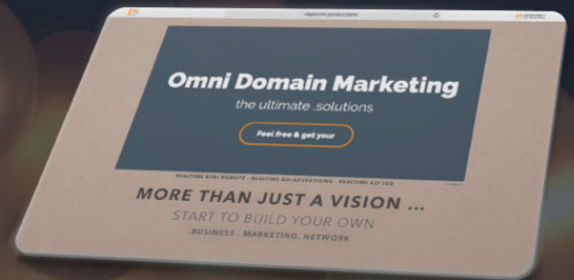 Omni Domain Marketing
the ultimate .solutions
Feel free & get your
MORE THAN JUST A VISION ...
START TO BUILD YOUR OWN
.BUSINESS . MARKETING. NETWORK